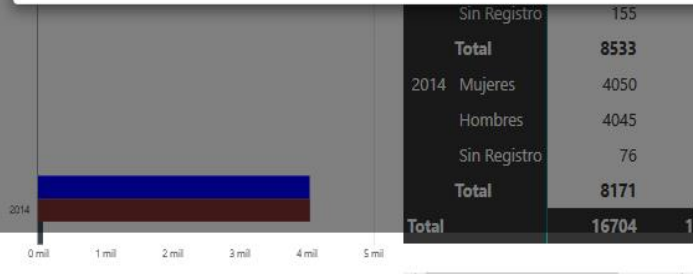 Sin Registro 155
Total 8533
2014 Mujeres 4050
Hombres 4045
Sin Registro 76
Total 8171
Total 16704 1
2014
0 mil 1 mil 2 mil 3 mil 4 mil 5 mil